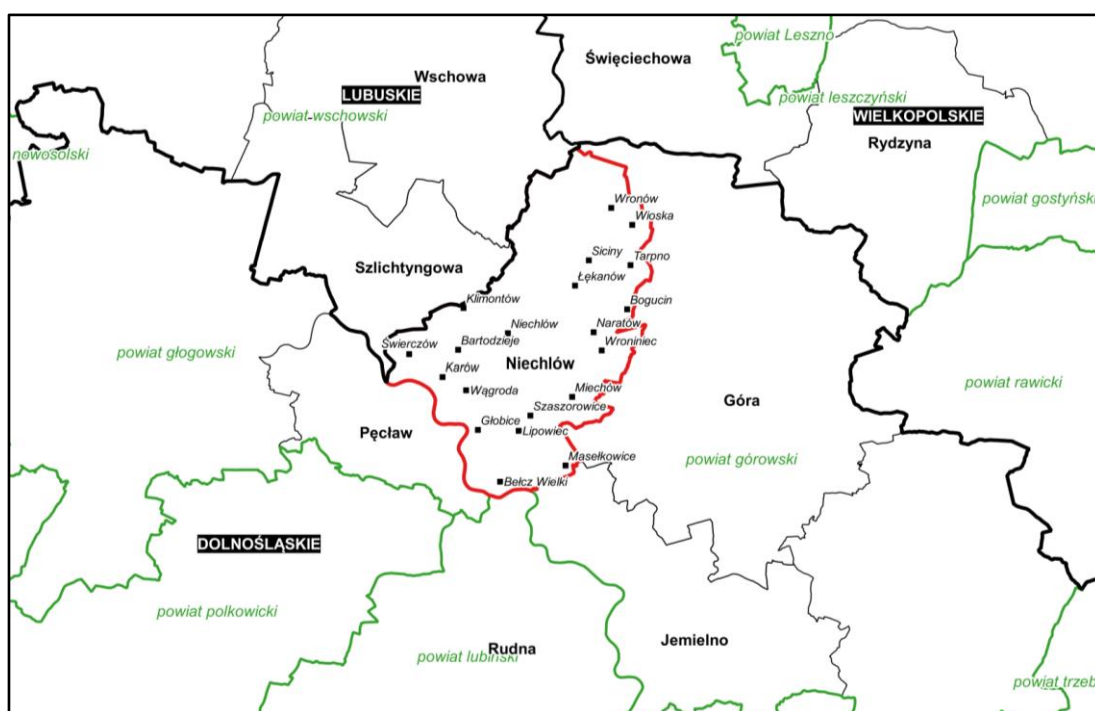 powiat Leszno
Święciechowa
Wschowa
LUBUSKIE
powiat leszczyński
powiat wschowski
WIELKOPOLSKIE
Rydzyna
nowosolski
powiat gostyński
Wronów
Wioska
Siciny
Tarpno
Szlichtyngowa
Łękanów
Klimontów
Bogucin
Niechlów
Naratów
Świerczów
Bartodzieje
Wroniec
powiat głogowski
Niechlów
Karów
powiat rawicki
Wągroda
Miechów
Góra
Szaszorowice
Głobice
Lipowiec
Pęcław
Masełkowice
powiat górowski
Bełcz Wielki
DOLNOŚLĄSKIE
powiat polkowicki
Jemielno
Rudna
powiat lubiński
powiat trzeb